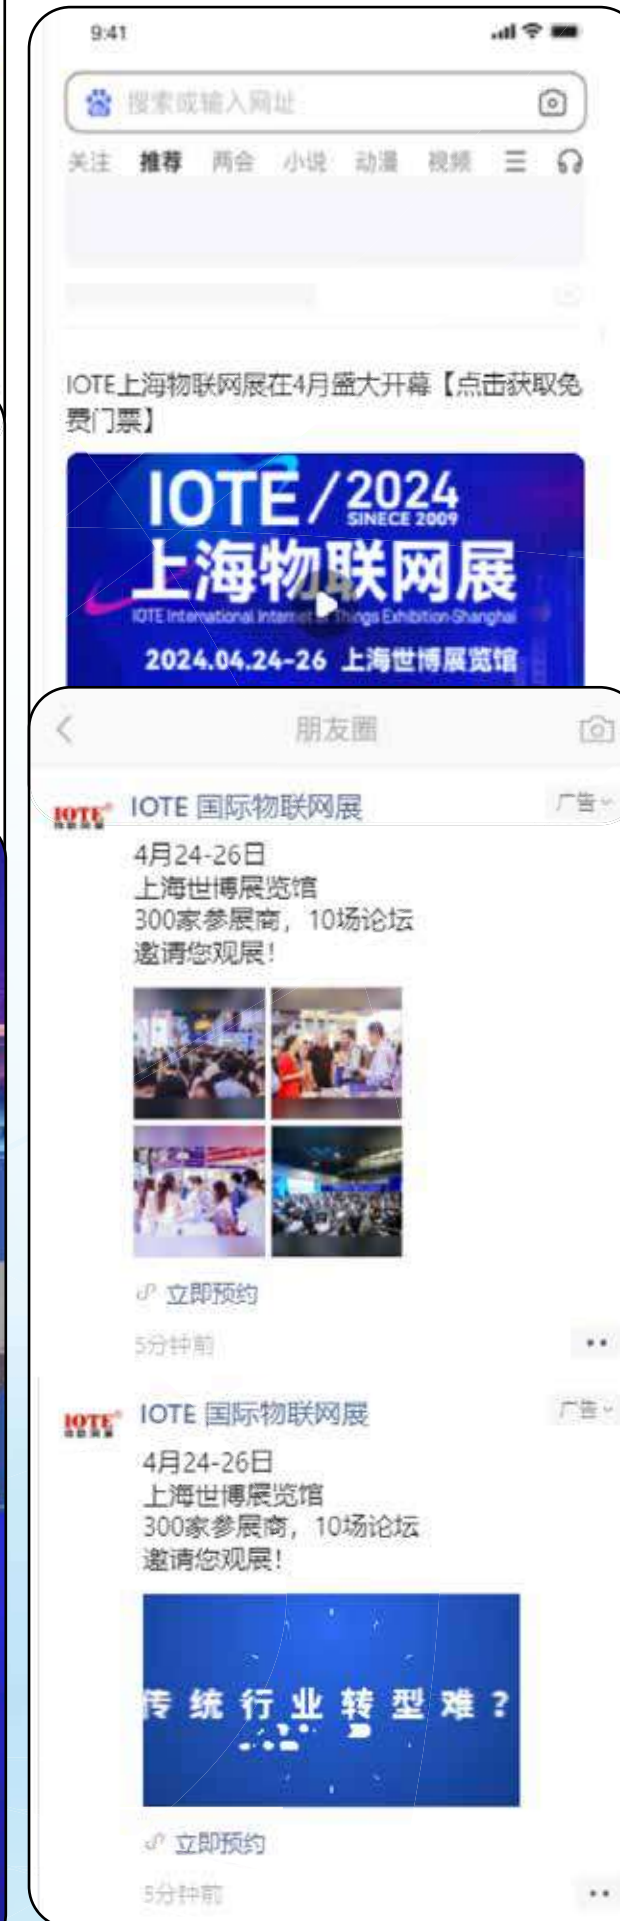 9:41
搜索或输入网址
关注 推荐 两会 小说 动漫 视频
IOTE上海物联网展在4月盛大开幕【点击获取免
费门票】
IOTE/2024
SINECE 2009
上海物联网展
IOTE International Internet of Things Exhibition·Shanghai
2024.04.24-26 上海世博展览馆
朋友圈
IOTE®
IOTE 国际物联网展
广告
4月24-26日
上海世博展览馆
300家参展商，10场论坛
邀请您观展！
立即预约
5分钟前
IOTE®
IOTE 国际物联网展
广告
4月24-26日
上海世博展览馆
300家参展商，10场论坛
邀请您观展！
传统行业转型难？
立即预约
5分钟前